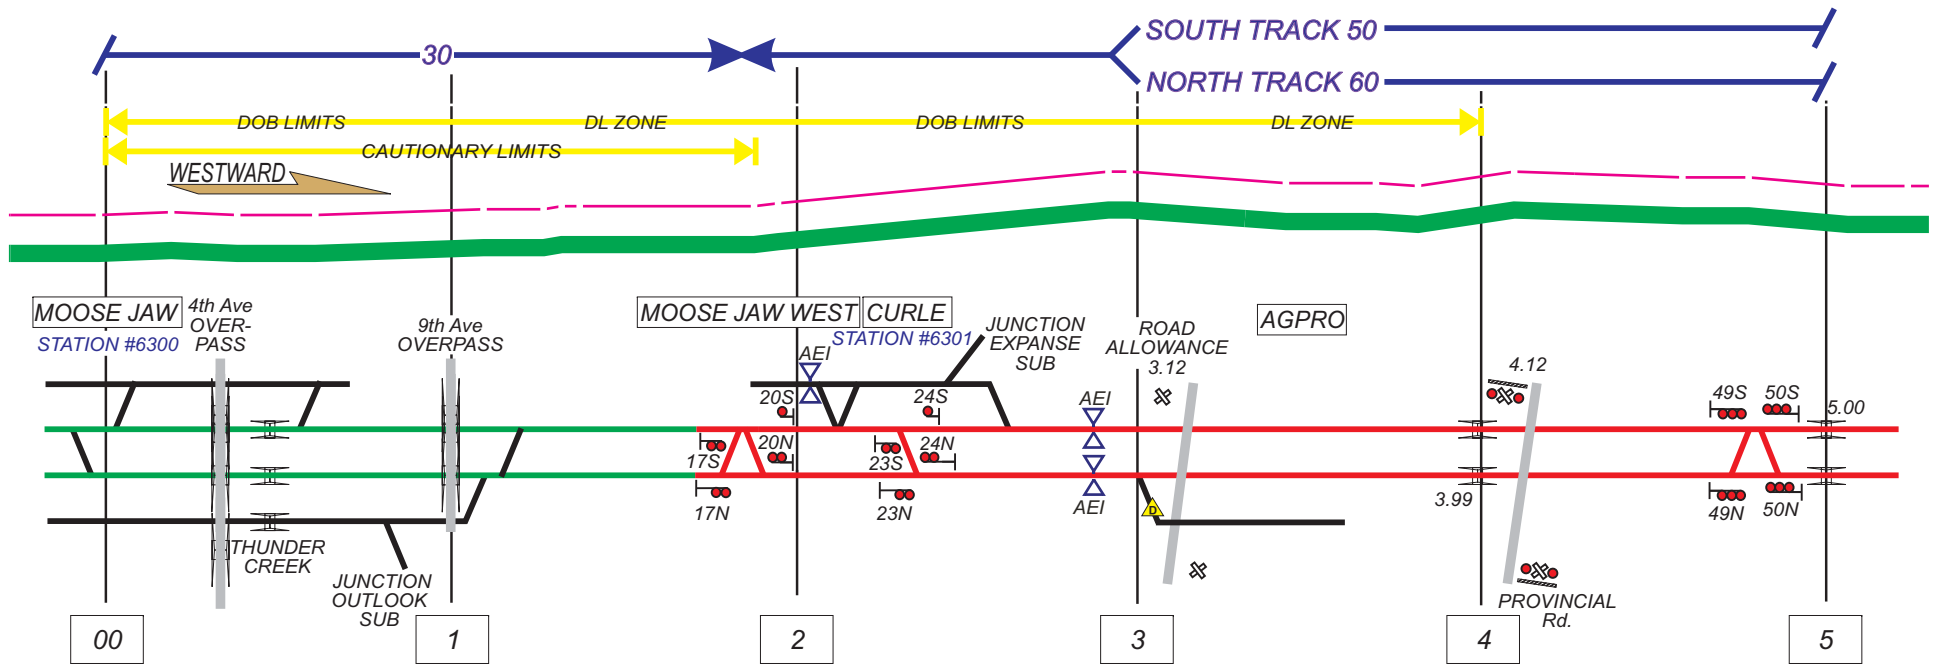 SOUTH TRACK 50
30
NORTH TRACK 60
DOB LIMITS DL ZONE DOB LIMITS DL ZONE
CAUTIONARY LIMITS
WESTWARD
MOOSE JAW
STATION #6300
4th Ave
OVER-
PASS
9th Ave
OVERPASS
MOOSE JAW WEST
CURLE
STATION #6301
JUNCTION
EXPANSE
SUB
ROAD
ALLOWANCE
3.12
AGPRO
4.12
AEI
20S
24S
AEI
49S
50S
5.00
17S
20N
23S
24N
17N
23N
AEI
D
3.99
49N
50N
THUNDER
CREEK
JUNCTION
OUTLOOK
SUB
PROVINCIAL
Rd.
00
1
2
3
4
5